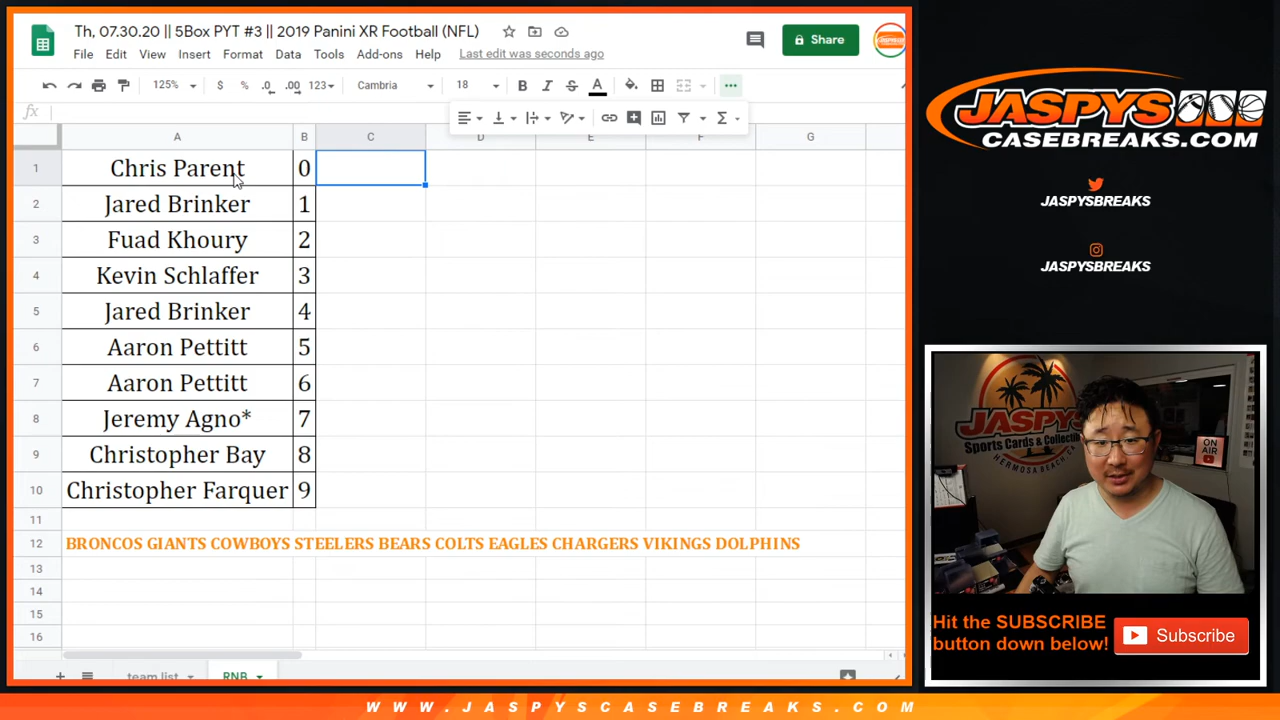 Th, 07.30.20 || 5Box PYT #3 || 2019 Panini XR Football (NFL)
File Edit View Insert Format Data Tools Add-ons Help Last edit was seconds ago
Share
125% $ % .0 .00 123 Cambria 18 B I S A
fx
A B C D E F G
1 Chris Parent 0
2 Jared Brinker 1
3 Fuad Khoury 2
4 Kevin Schlaffer 3
5 Jared Brinker 4
6 Aaron Pettitt 5
7 Aaron Pettitt 6
8 Jeremy Agno* 7
9 Christopher Bay 8
10 Christopher Farquer 9
11
12 BRONCOS GIANTS COWBOYS STEELERS BEARS COLTS EAGLES CHARGERS VIKINGS DOLPHINS
13
14
15
16
team list RNB
JASPYS
CASEBREAKS.COM
JASPYSBREAKS
JASPYSBREAKS
JASPYS
Sports Cards & Collectib
HERMOSA BEACH, CA
ON AIR
Hit the SUBSCRIBE
button down below!
Subscribe
WWW.JASPYSCASEBREAKS.COM